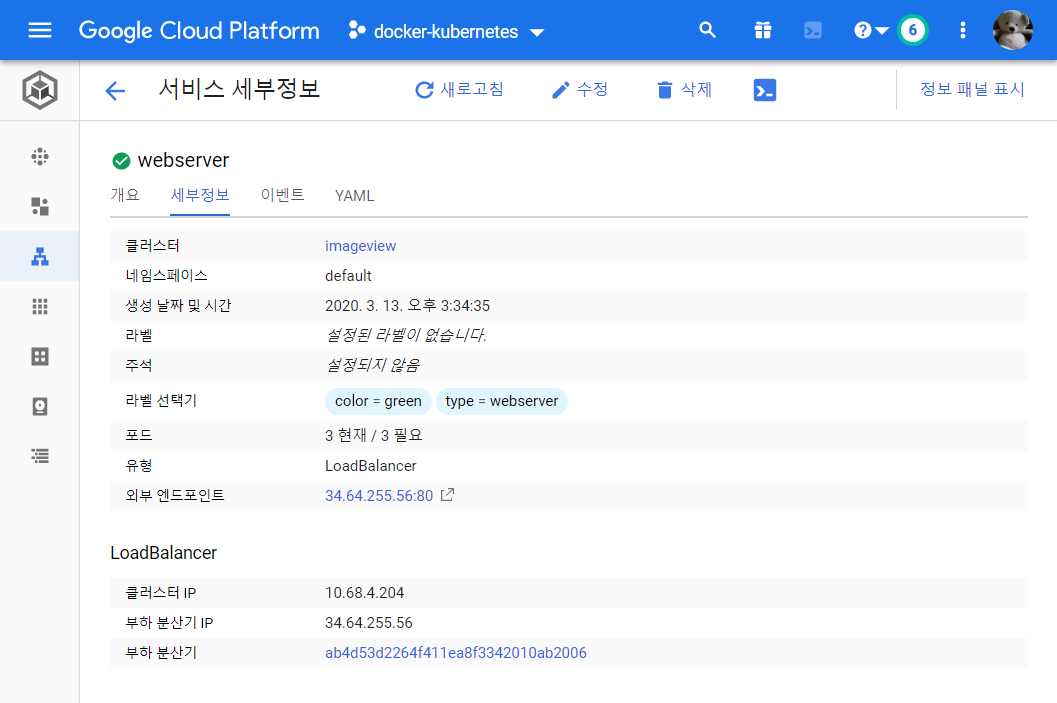 Google Cloud Platform docker-kubernetes 6
서비스 세부정보 새로고침 수정 삭제 정보 패널 표시
webserver
개요 세부정보 이벤트 YAML
클러스터 imageview
네임스페이스 default
생성 날짜 및 시간 2020. 3. 13. 오후 3:34:35
라벨 설정된 라벨이 없습니다.
주석 설정되지 않음
라벨 선택기 color = green type = webserver
포드 3 현재 / 3 필요
유형 LoadBalancer
외부 엔드포인트 34.64.255.56:80
LoadBalancer
클러스터 IP 10.68.4.204
부하 분산기 IP 34.64.255.56
부하 분산기 ab4d53d2264f411ea8f3342010ab2006